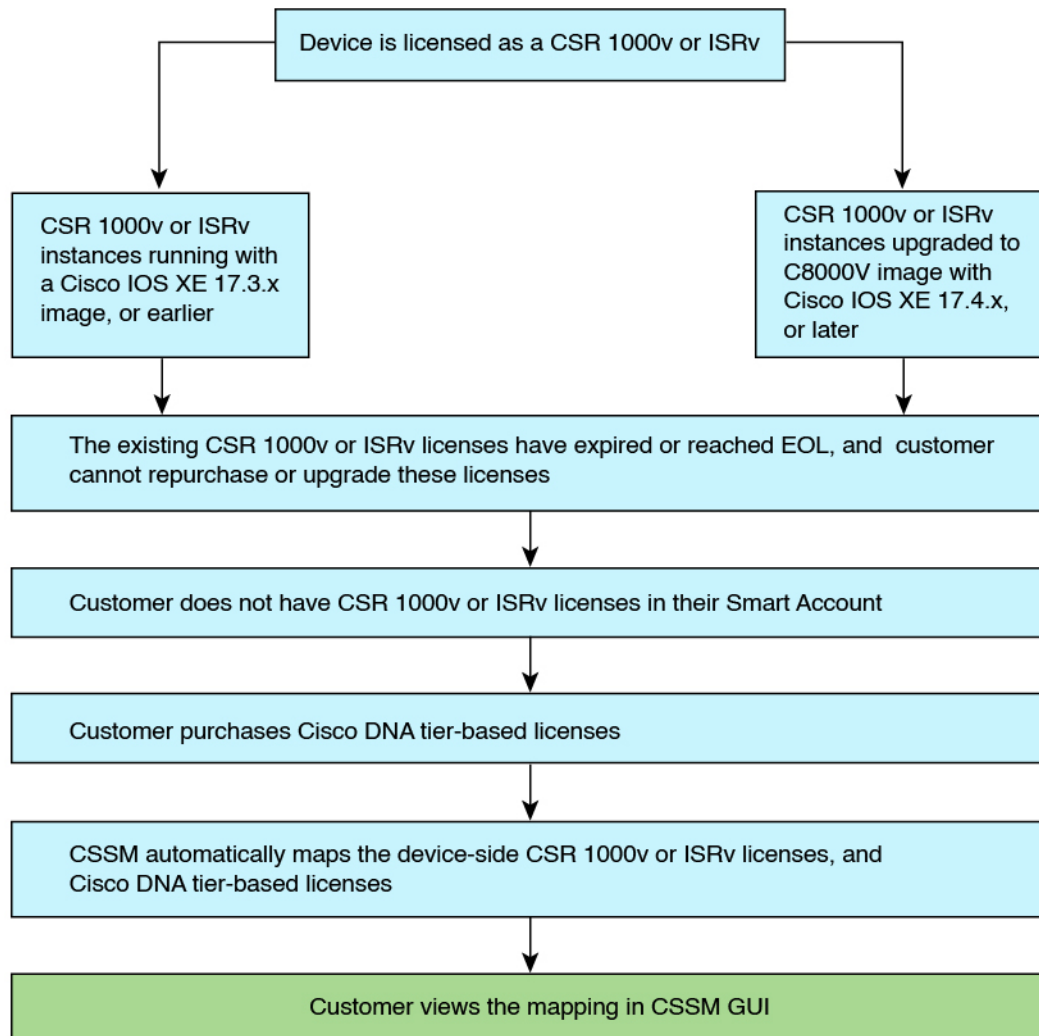 Device is licensed as a CSR 1000v or ISRv
CSR 1000v or ISRv
instances running with
a Cisco IOS XE 17.3.x
image, or earlier
CSR 1000v or ISRv
instances upgraded to
C8000V image with
Cisco IOS XE 17.4.x,
or later
The existing CSR 1000v or ISRv licenses have expired or reached EOL, and customer
cannot repurchase or upgrade these licenses
Customer does not have CSR 1000v or ISRv licenses in their Smart Account
Customer purchases Cisco DNA tier-based licenses
CSSM automatically maps the device-side CSR 1000v or ISRv licenses, and
Cisco DNA tier-based licenses
Customer views the mapping in CSSM GUI